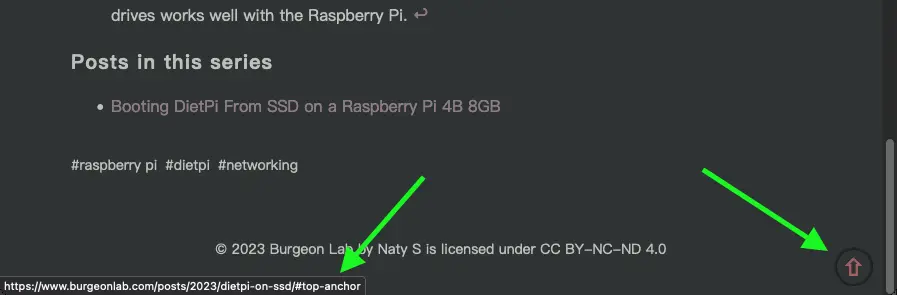 drives works well with the Raspberry Pi. ↩
Posts in this series
• Booting DietPi From SSD on a Raspberry Pi 4B 8GB
#raspberry pi #dietpi #networking
© 2023 Burgeon Lab by Naty S is licensed under CC BY-NC-ND 4.0
https://www.burgeonlab.com/posts/2023/dietpi-on-ssd/#top-anchor